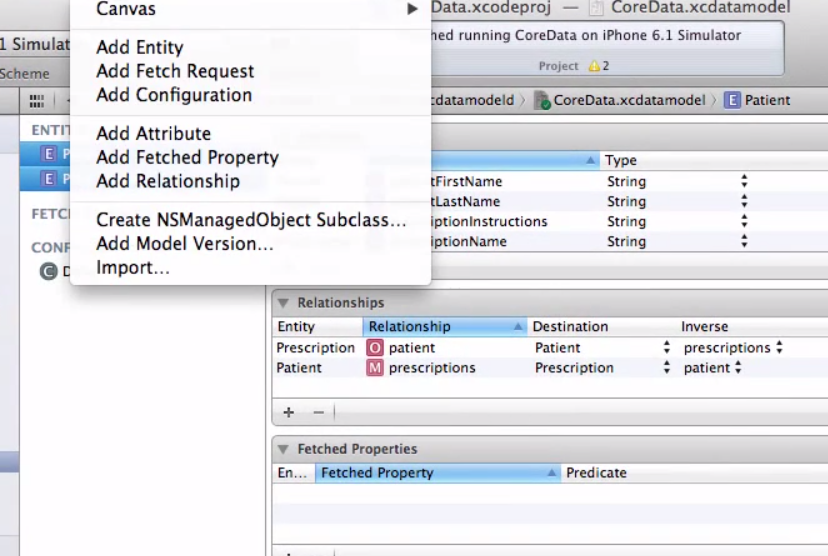 Canvas
Data.xcodeproj — CoreData.xcdatamodel
1 Simulat
hed running CoreData on iPhone 6.1 Simulator
Add Entity
Scheme
Add Fetch Request
Project 2
Add Configuration
cdatamodeld CoreData.xcdatamodel E Patient
ENTIT
Add Attribute
E P
Add Fetched Property
Type
E P
Add Relationship
tFirstName String
tLastName String
FETC
Create NSManagedObject Subclass...
iptionInstructions String
CONF
Add Model Version...
iptionName String
C D
Import...
Relationships
Entity Relationship Destination Inverse
Prescription O patient Patient prescriptions
Patient M prescriptions Prescription patient
+ −
Fetched Properties
En... Fetched Property Predicate